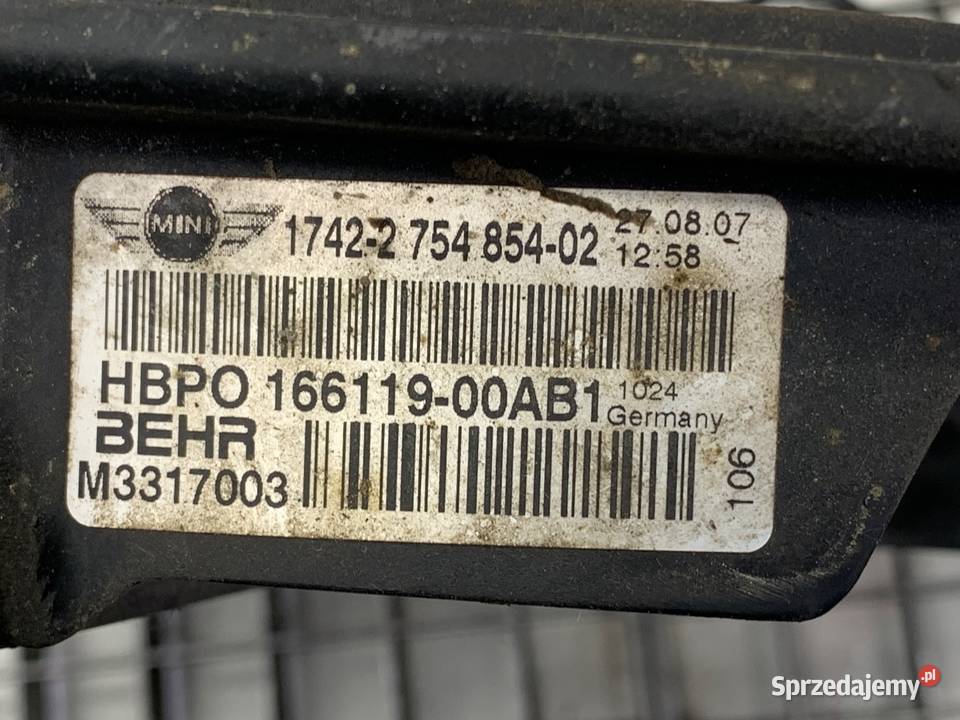 MINI
1742-2 754 854-02
27.08.07
12:58
HBPO 166119-00AB1
1024
Germany
BEHR
M3317003
106
Sprzedajemy.pl